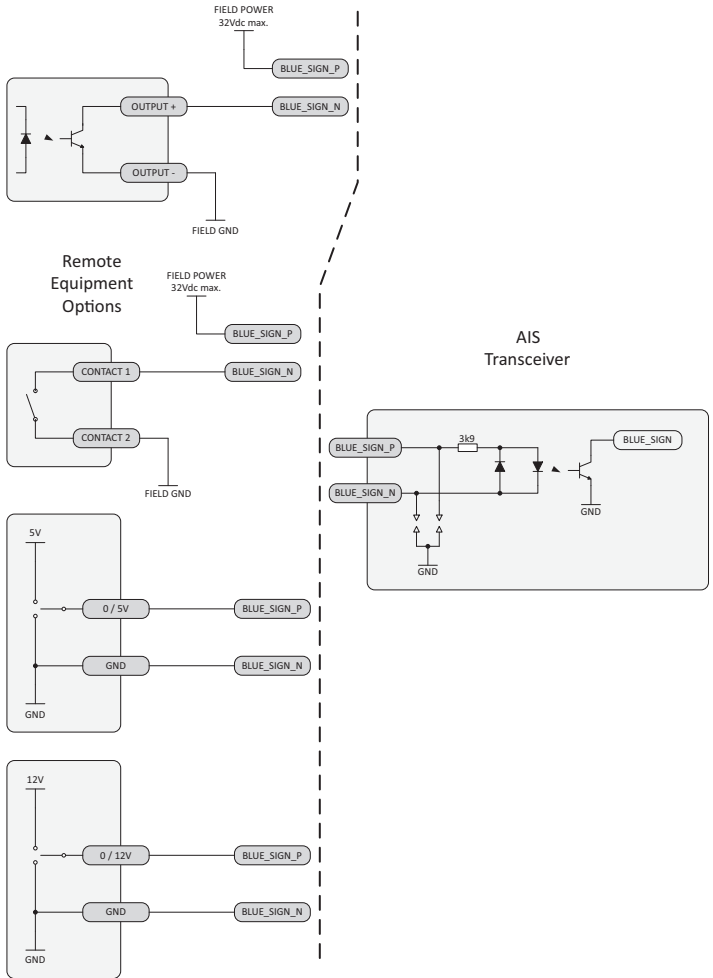 FIELD POWER
32Vdc max.
BLUE_SIGN_P
OUTPUT +
BLUE_SIGN_N
OUTPUT -
FIELD GND
Remote
Equipment
Options
FIELD POWER
32Vdc max.
BLUE_SIGN_P
CONTACT 1
BLUE_SIGN_N
CONTACT 2
FIELD GND
5V
0 / 5V
BLUE_SIGN_P
GND
BLUE_SIGN_N
GND
12V
0 / 12V
BLUE_SIGN_P
GND
BLUE_SIGN_N
GND
AIS
Transceiver
BLUE_SIGN_P
3k9
BLUE_SIGN
BLUE_SIGN_N
GND
GND